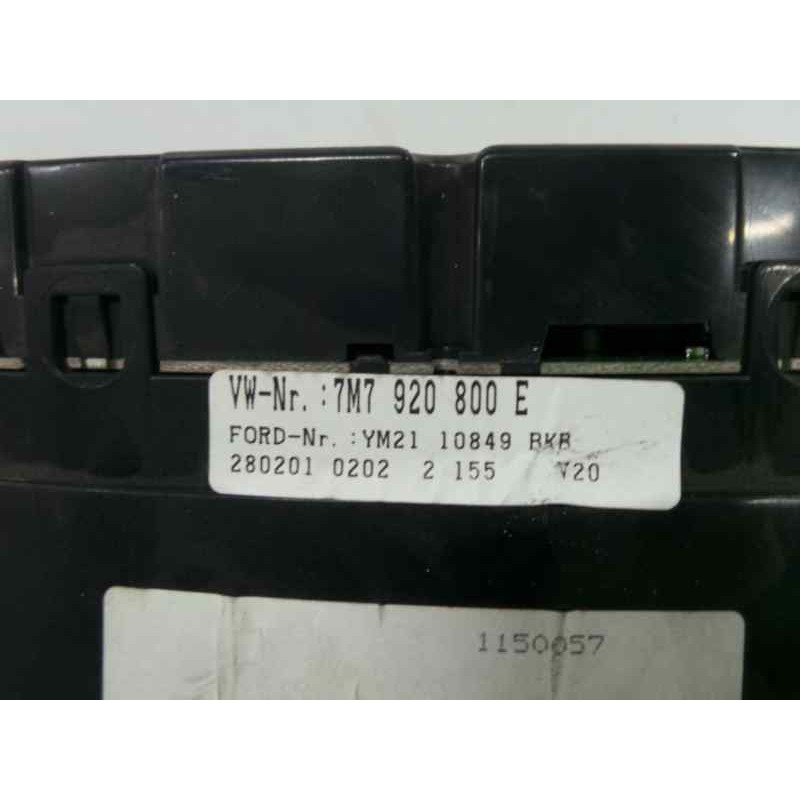 VW-Nr. :7M7 920 800 E
FORD-Nr. :YM21 10849 BKB
280201 0202 2 155 V20
1150057